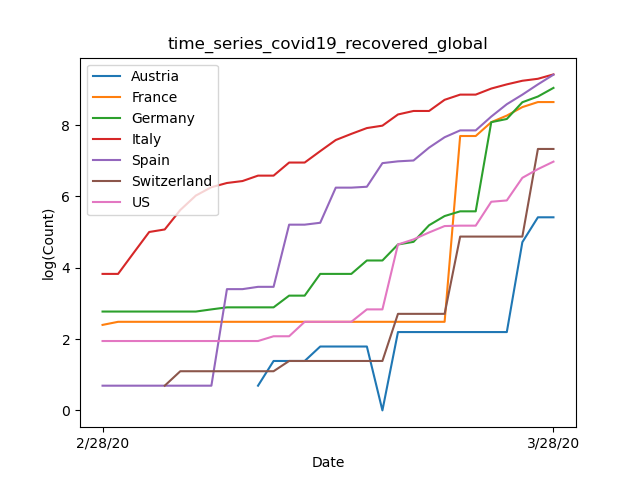 time_series_covid19_recovered_global
Austria
France
Germany
Italy
Spain
Switzerland
US
log(Count)
8
6
4
2
0
2/28/20
3/28/20
Date